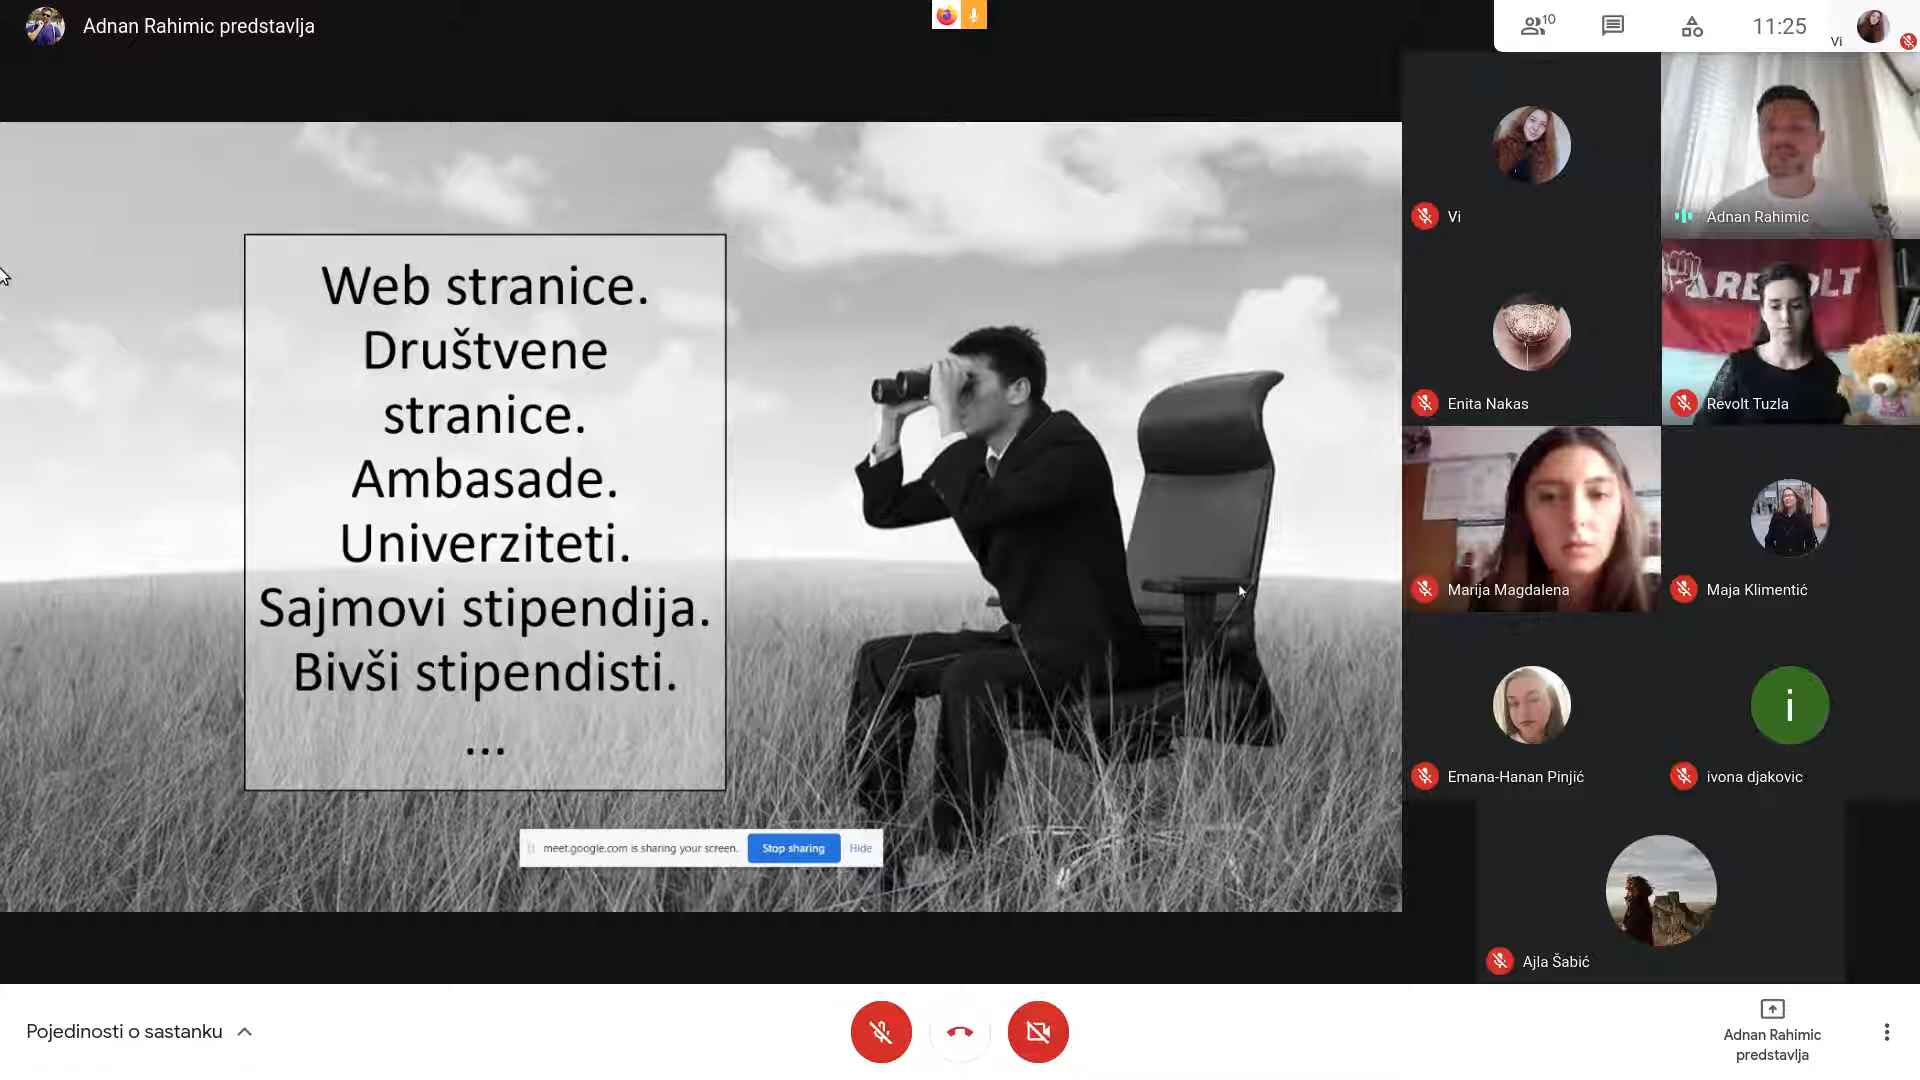 Adnan Rahimic predstavlja
10
11:25
Vi
Web stranice.
Društvene
stranice.
Ambasade.
Univerziteti.
Sajmovi stipendija.
Bivši stipendisti.
...
meet.google.com is sharing your screen.
Stop sharing
Hide
Vi
Adnan Rahimic
Enita Nakas
REVOLT
Revolt Tuzla
Marija Magdalena
Maja Klimentić
Emana-Hanan Pinjić
i
ivona djakovic
Ajla Šabić
Pojedinosti o sastanku
Adnan Rahimic
predstavlja